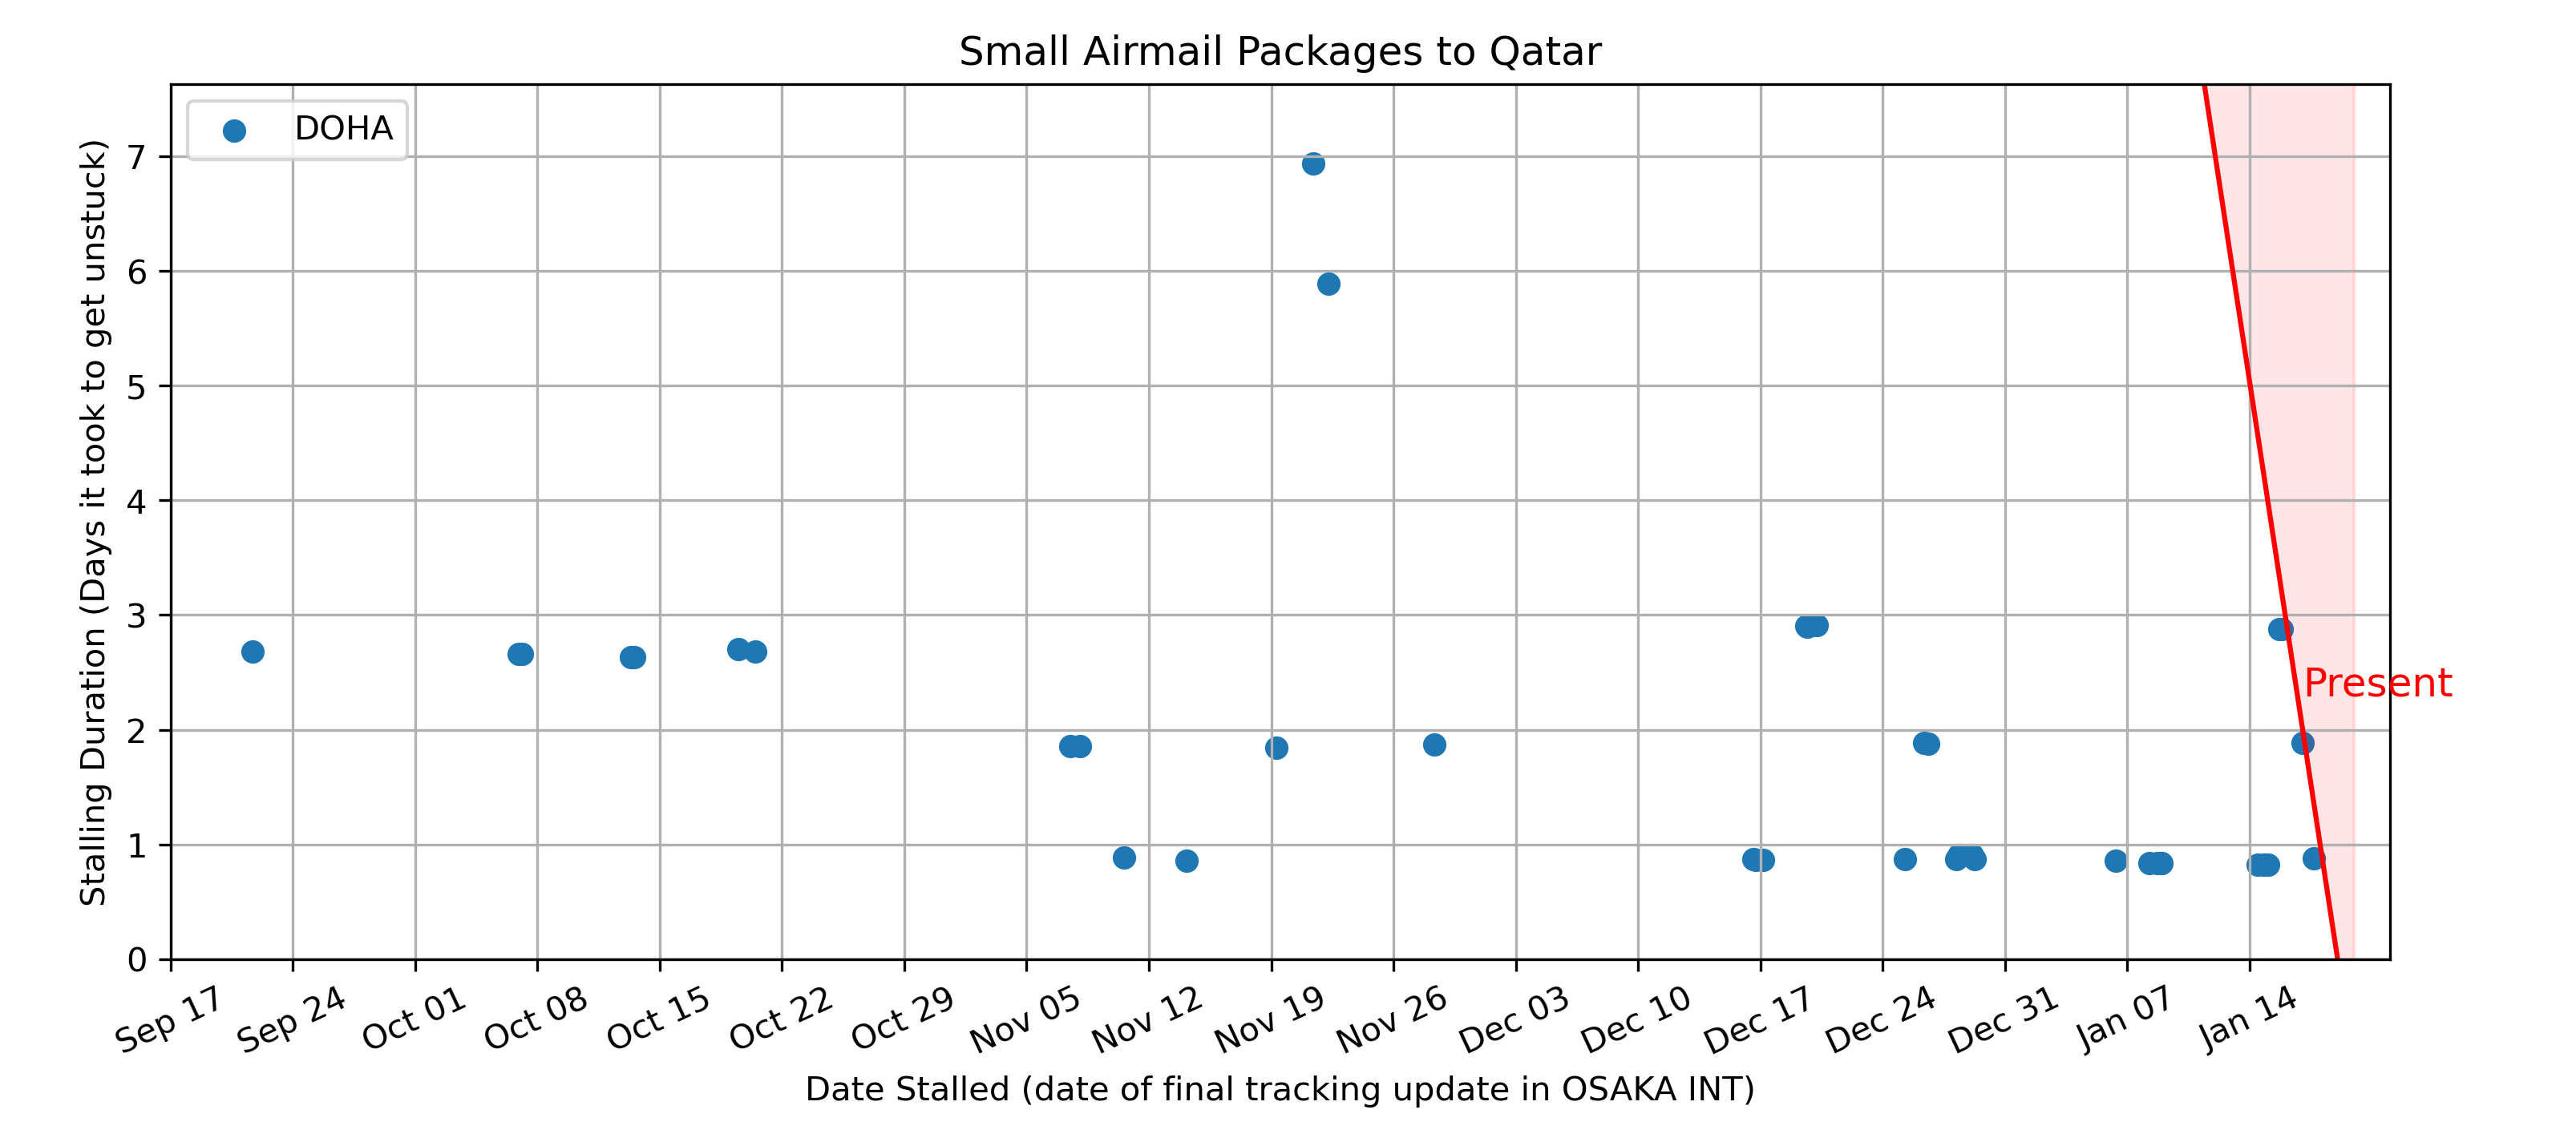 Small Airmail Packages to Qatar
DOHA
Stalling Duration (Days it took to get unstuck)
7
6
5
4
3
2
1
0
Present
Sep 17
Sep 24
Oct 01
Oct 08
Oct 15
Oct 22
Oct 29
Nov 05
Nov 12
Nov 19
Nov 26
Dec 03
Dec 10
Dec 17
Dec 24
Dec 31
Jan 07
Jan 14
Date Stalled (date of final tracking update in OSAKA INT)